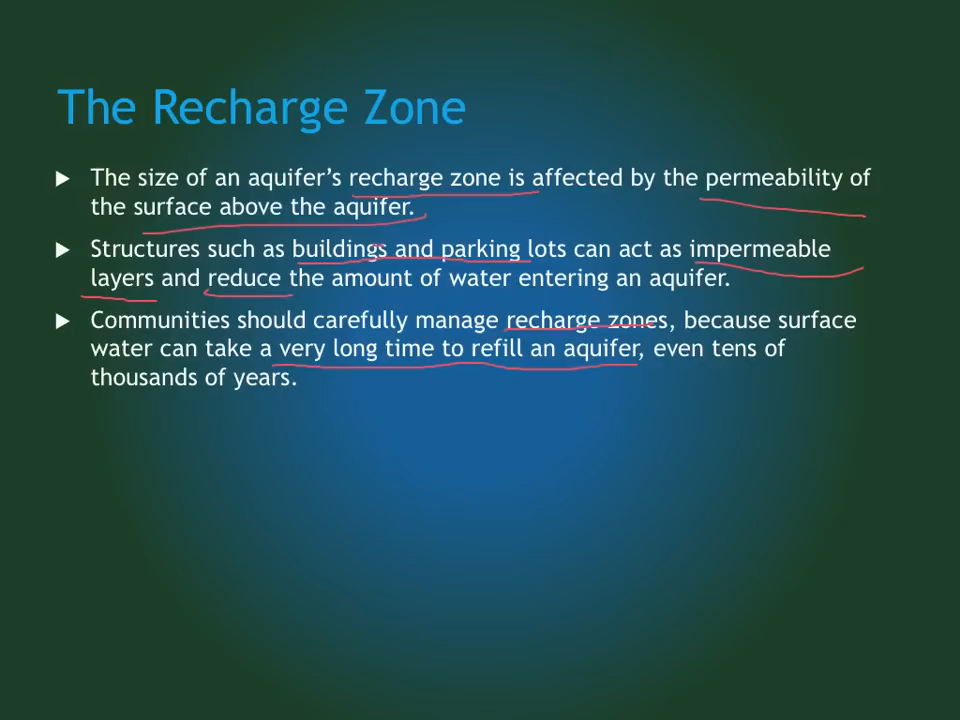 The Recharge Zone
The size of an aquifer’s recharge zone is affected by the permeability of
the surface above the aquifer.
Structures such as buildings and parking lots can act as impermeable
layers and reduce the amount of water entering an aquifer.
Communities should carefully manage recharge zones, because surface
water can take a very long time to refill an aquifer, even tens of
thousands of years.